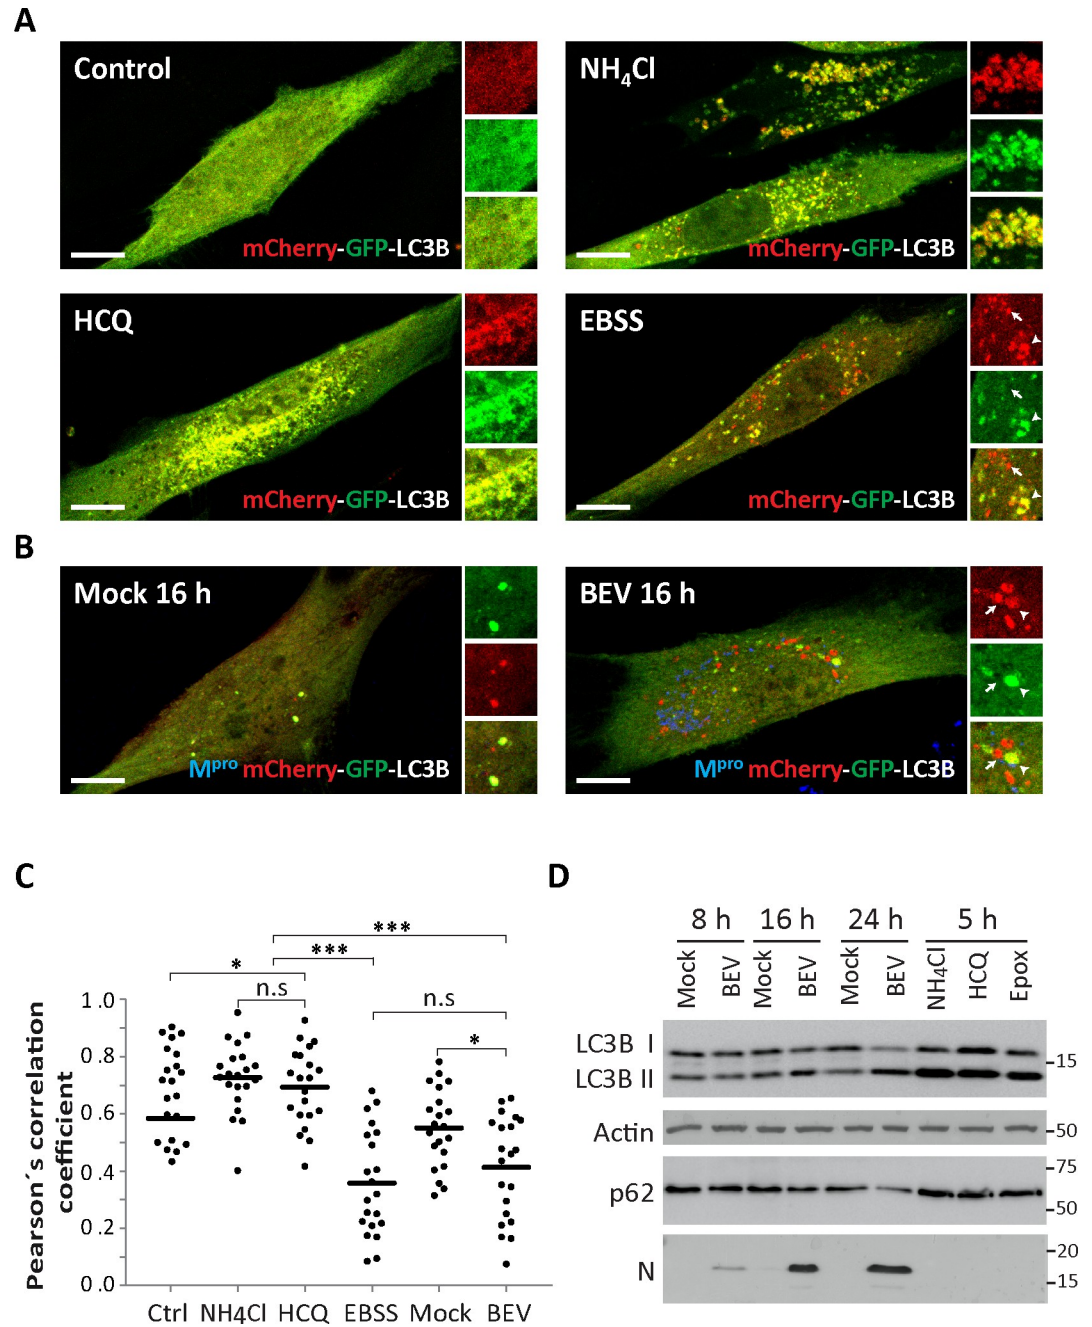 A
Control
mCherry-GFP-LC3B
NH₄Cl
HCQ
mCherry-GFP-LC3B
EBSS
mCherry-GFP-LC3B
B
Mock 16 h
Mᵖʳᵒ mCherry-GFP-LC3B
BEV 16 h
Mᵖʳᵒ mCherry-GFP-LC3B
C
Pearson´s correlation
coefficient
***
***
*
n.s
n.s
*
1.0
0.8
0.6
0.4
0.2
0.0
Ctrl NH4Cl HCQ EBSS Mock BEV
D
8 h 16 h 24 h 5 h
Mock BEV Mock BEV Mock BEV NH4Cl HCQ Epox
LC3B I
-15
LC3B II
Actin -50
-75
p62
-50
-20
N
-15